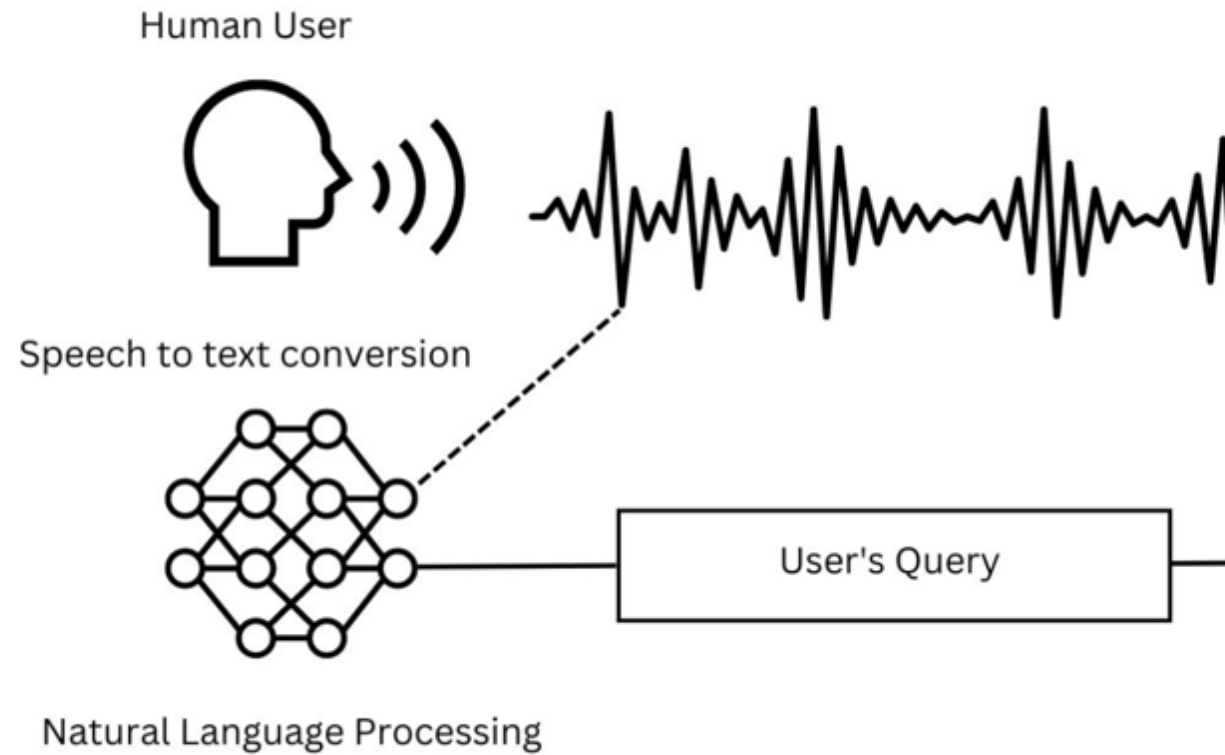 Human User
Speech to text conversion
User's Query
Natural Language Processing